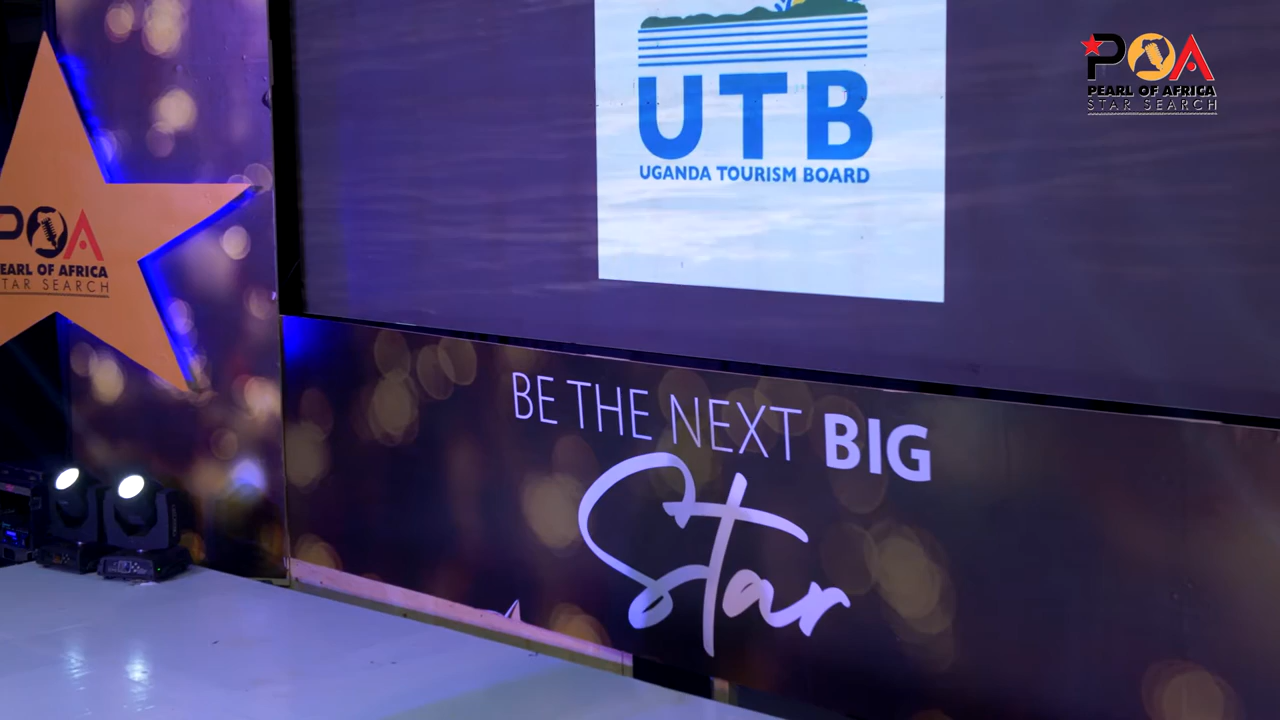 UTB
UGANDA TOURISM BOARD
POA
PEARL OF AFRICA
STAR SEARCH
POA
PEARL OF AFRICA
STAR SEARCH
BE THE NEXT BIG
Star